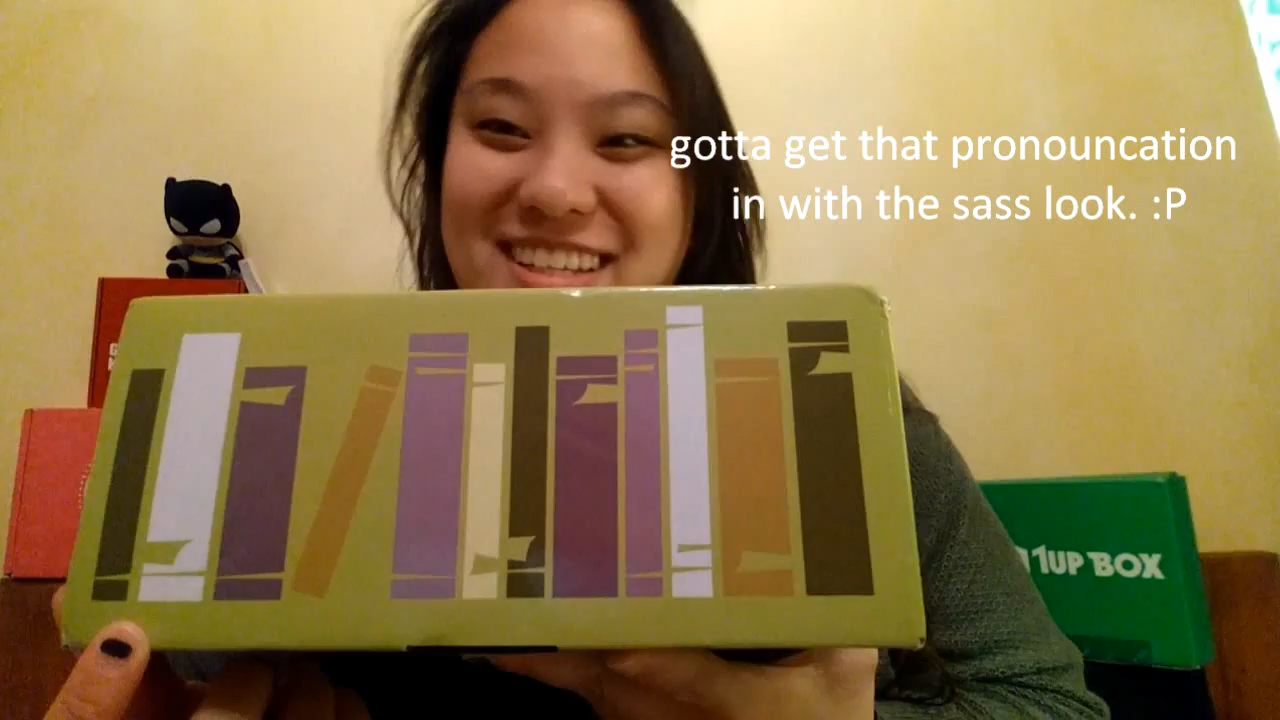 gotta get that pronouncation
in with the sass look. :P
1UP BOX